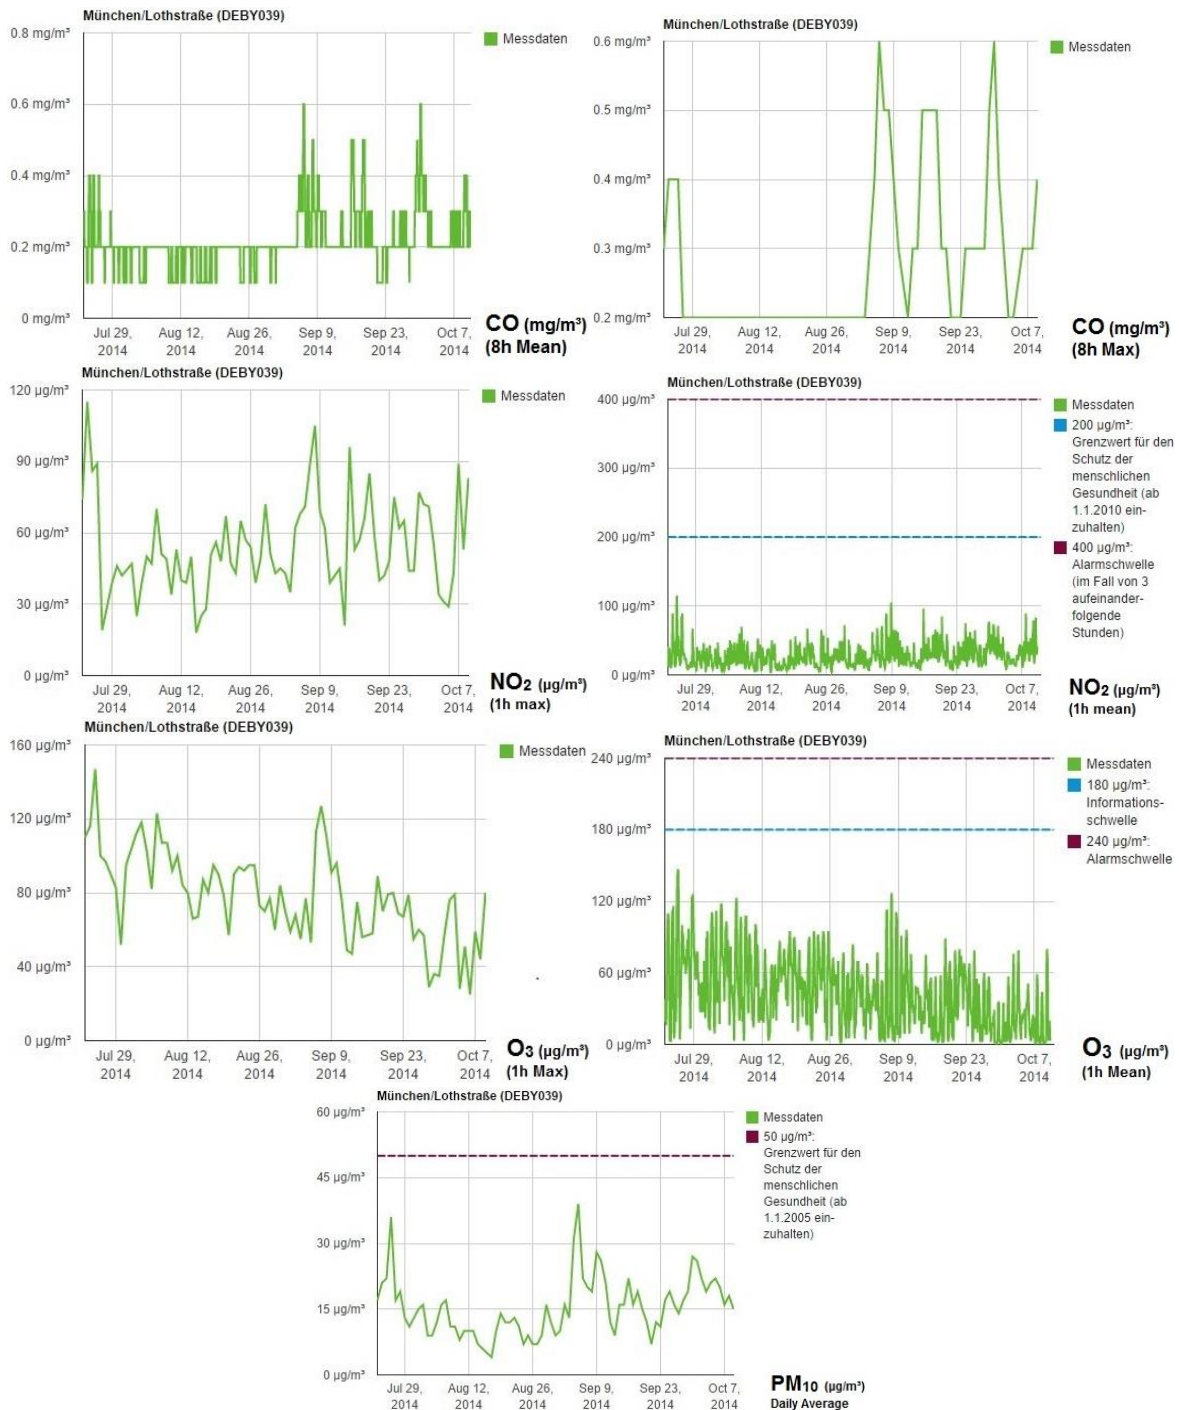 München/Lothstraße (DEBY039)
0.8 mg/m³
Messdaten
0.6 mg/m³
0.4 mg/m³
0.2 mg/m³
0 mg/m³
Jul 29, Aug 12, Aug 26, Sep 9, Sep 23, Oct 7,
2014 2014 2014 2014 2014 2014
CO (mg/m³)
(8h Mean)
München/Lothstraße (DEBY039)
0.6 mg/m³
Messdaten
0.5 mg/m³
0.4 mg/m³
0.3 mg/m³
0.2 mg/m³
Jul 29, Aug 12, Aug 26, Sep 9, Sep 23, Oct 7,
2014 2014 2014 2014 2014 2014
CO (mg/m³)
(8h Max)
München/Lothstraße (DEBY039)
120 µg/m³
Messdaten
90 µg/m³
60 µg/m³
30 µg/m³
0 µg/m³
Jul 29, Aug 12, Aug 26, Sep 9, Sep 23, Oct 7,
2014 2014 2014 2014 2014 2014
NO₂ (µg/m³)
(1h max)
München/Lothstraße (DEBY039)
400 µg/m³
300 µg/m³
200 µg/m³
100 µg/m³
0 µg/m³
Jul 29, Aug 12, Aug 26, Sep 9, Sep 23, Oct 7,
2014 2014 2014 2014 2014 2014
Messdaten
200 µg/m³:
Grenzwert für den
Schutz der
menschlichen
Gesundheit (ab
1.1.2010 ein-
zuhalten)
400 µg/m³:
Alarmschwelle
(im Fall von 3
aufeinander-
folgende
Stunden)
NO₂ (µg/m³)
(1h mean)
München/Lothstraße (DEBY039)
160 µg/m³
Messdaten
120 µg/m³
80 µg/m³
40 µg/m³
0 µg/m³
Jul 29, Aug 12, Aug 26, Sep 9, Sep 23, Oct 7,
2014 2014 2014 2014 2014 2014
O₃ (µg/m³)
(1h Max)
München/Lothstraße (DEBY039)
240 µg/m³
180 µg/m³
120 µg/m³
60 µg/m³
0 µg/m³
Jul 29, Aug 12, Aug 26, Sep 9, Sep 23, Oct 7,
2014 2014 2014 2014 2014 2014
Messdaten
180 µg/m³:
Informations-
schwelle
240 µg/m³:
Alarmschwelle
O₃ (µg/m³)
(1h Mean)
München/Lothstraße (DEBY039)
60 µg/m³
45 µg/m³
30 µg/m³
15 µg/m³
0 µg/m³
Jul 29, Aug 12, Aug 26, Sep 9, Sep 23, Oct 7,
2014 2014 2014 2014 2014 2014
Messdaten
50 µg/m³:
Grenzwert für den
Schutz der
menschlichen
Gesundheit (ab
1.1.2005 ein-
zuhalten)
PM₁₀ (µg/m³)
Daily Average